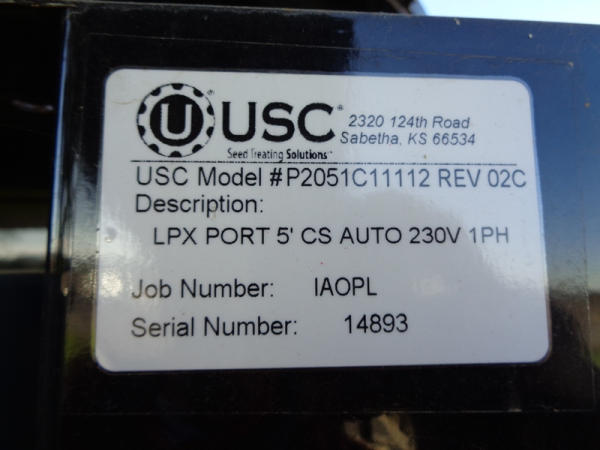 U USC® 2320 124th Road
Sabetha, KS 66534
Seed Treating Solutions™
USC Model #P2051C11112 REV 02C
Description:
LPX PORT 5' CS AUTO 230V 1PH
Job Number: IAOPL
Serial Number: 14893